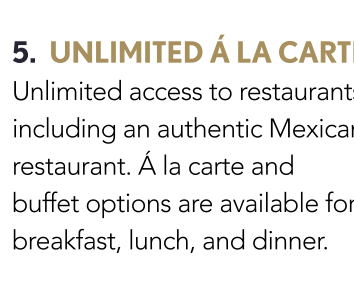 5. UNLIMITED Á LA CARTE
Unlimited access to restaurants
including an authentic Mexican
restaurant. Á la carte and
buffet options are available for
breakfast, lunch, and dinner.